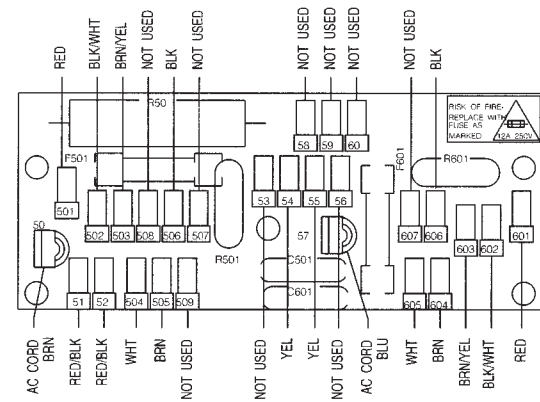 RED
BLK/WHT
BRN/YEL
NOT USED
BLK
NOT USED
NOT USED
NOT USED
NOT USED
NOT USED
BLK
R50
58
59
60
RISK OF FIRE-
REPLACE WITH
FUSE AS
MARKED
12A 250V
F501
F601
R601
501
502
503
508
506
507
53
54
55
56
607
606
603
602
601
50
57
R501
C501
C601
51
52
504
505
509
605
604
AC CORD
BRN
RED/BLK
RED/BLK
WHT
BRN
NOT USED
NOT USED
YEL
YEL
NOT USED
AC CORD
BLU
WHT
BRN
BRN/YEL
BLK/WHT
RED